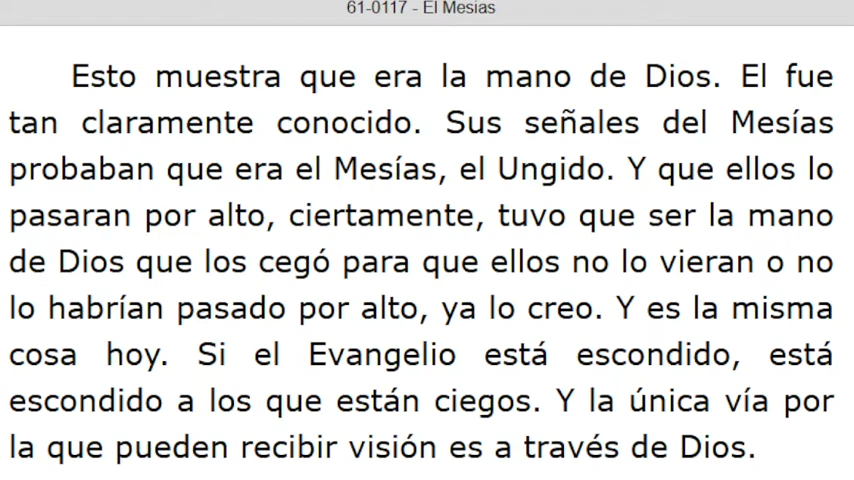 61-0117 - El Mesias
Esto muestra que era la mano de Dios. El fue
tan claramente conocido. Sus señales del Mesías
probaban que era el Mesías, el Ungido. Y que ellos lo
pasaran por alto, ciertamente, tuvo que ser la mano
de Dios que los cegó para que ellos no lo vieran o no
lo habrían pasado por alto, ya lo creo. Y es la misma
cosa hoy. Si el Evangelio está escondido, está
escondido a los que están ciegos. Y la única vía por
la que pueden recibir visión es a través de Dios.